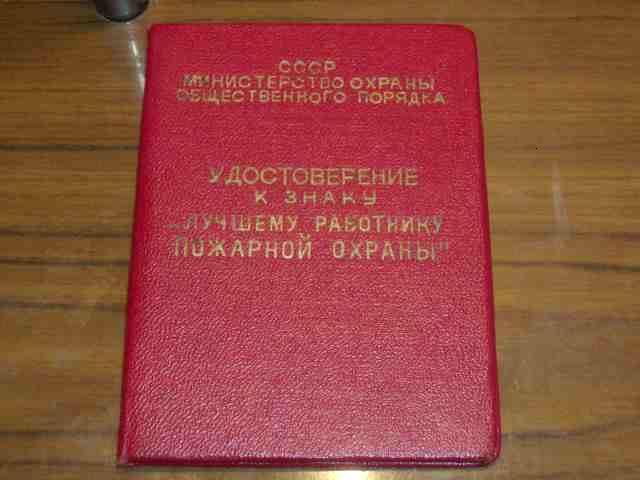 СССР
МИНИСТЕРСТВО ОХРАНЫ
ОБЩЕСТВЕННОГО ПОРЯДКА
УДОСТОВЕРЕНИЕ
К ЗНАКУ
„ЛУЧШЕМУ РАБОТНИКУ
ПОЖАРНОЙ ОХРАНЫ"